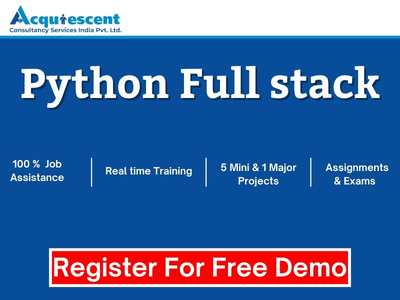 Acquiescent
Consultancy Services India Pvt. Ltd.
Python Full stack
100 % Job
Assistance
Real time Training
5 Mini & 1 Major
Projects
Assignments
& Exams
Register For Free Demo